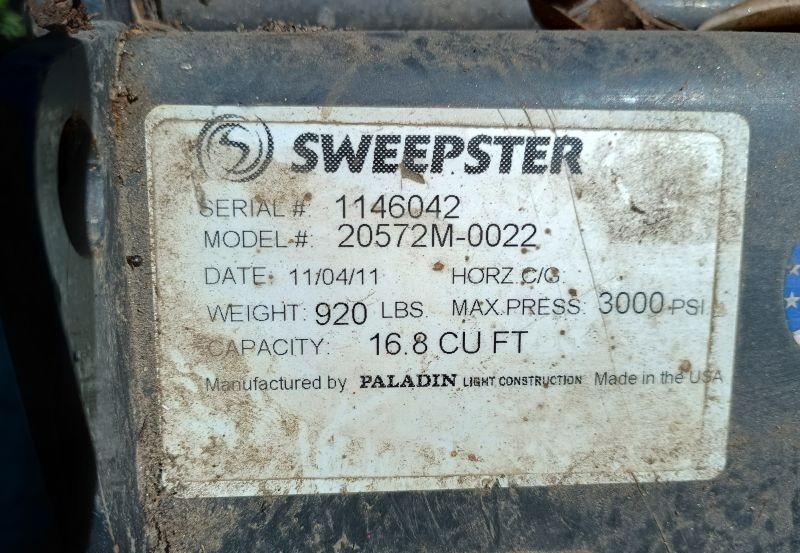 SWEEPSTER
SERIAL #: 1146042
MODEL #: 20572M-0022
DATE: 11/04/11 HORZ.C/G:
WEIGHT: 920 LBS. MAX.PRESS: 3000 PSI
CAPACITY: 16.8 CU FT
Manufactured by PALADIN LIGHT CONSTRUCTION Made in the USA